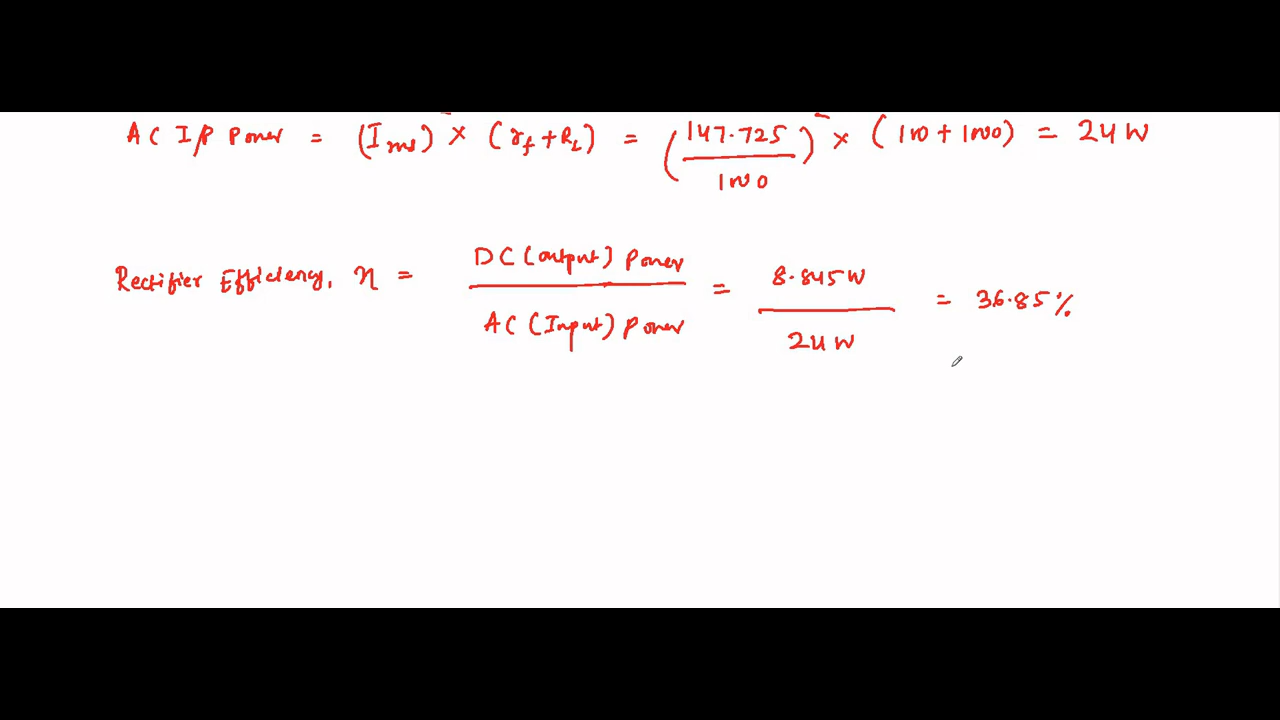 AC I/P Power = (Irms)² × (rf + RL) = (147.725 / 1000)² × (100 + 1000) = 24 W
Rectifier Efficiency, η = DC (output) Power / AC (Input) Power = 8.845 W / 24 W = 36.85 %